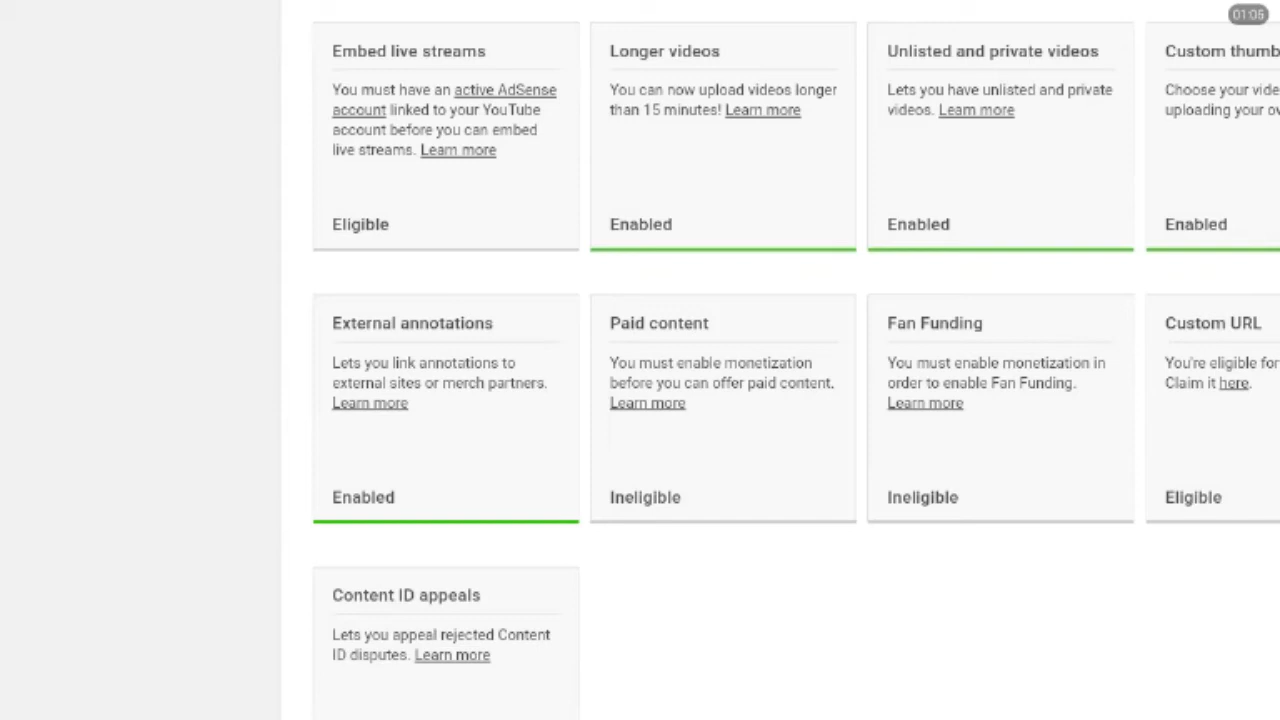 01:05
Embed live streams
You must have an active AdSense
account linked to your YouTube
account before you can embed
live streams. Learn more
Eligible
Longer videos
You can now upload videos longer
than 15 minutes! Learn more
Enabled
Unlisted and private videos
Lets you have unlisted and private
videos. Learn more
Enabled
Custom thumb
Choose your vide
uploading your ov
Enabled
External annotations
Lets you link annotations to
external sites or merch partners.
Learn more
Enabled
Paid content
You must enable monetization
before you can offer paid content.
Learn more
Ineligible
Fan Funding
You must enable monetization in
order to enable Fan Funding.
Learn more
Ineligible
Custom URL
You're eligible for
Claim it here.
Eligible
Content ID appeals
Lets you appeal rejected Content
ID disputes. Learn more